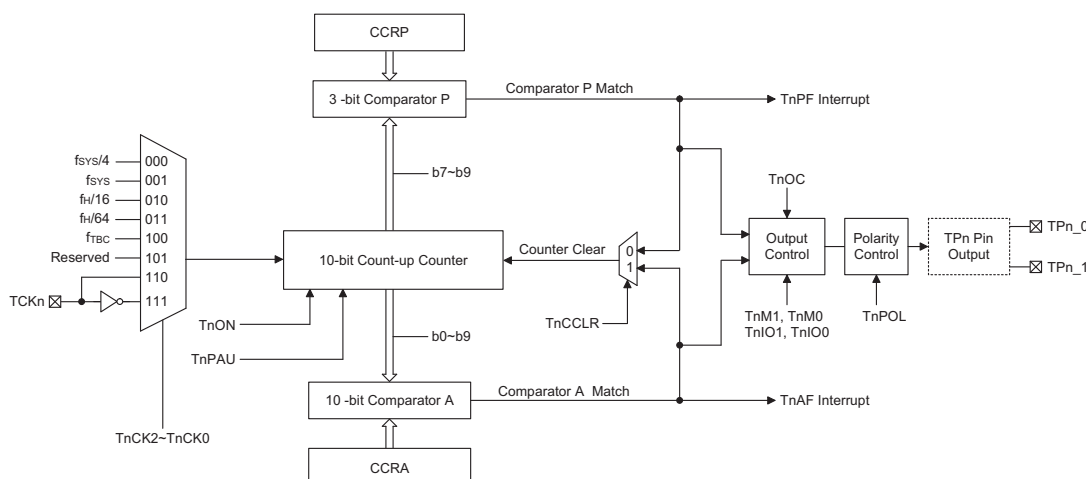 CCRP
3 -bit Comparator P
Comparator P Match
TnPF Interrupt
b7~b9
fSYS/4
000
fSYS
001
fH/16
010
fH/64
011
fTBC
100
Reserved
101
110
TCKn
111
TnCK2~TnCK0
10-bit Count-up Counter
TnON
TnPAU
Counter Clear
0
1
TnCCLR
b0~b9
10 -bit Comparator A
Comparator A  Match
TnAF Interrupt
CCRA
TnOC
Output
Control
TnM1, TnM0
TnIO1, TnIO0
Polarity
Control
TnPOL
TPn Pin
Output
TPn_0
TPn_1